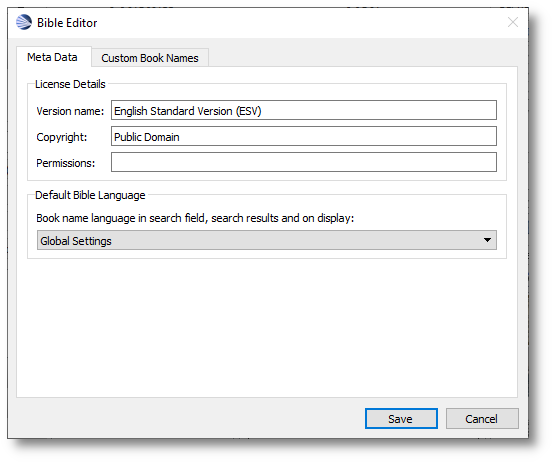 Bible Editor
Meta Data Custom Book Names
License Details
Version name: English Standard Version (ESV)
Copyright: Public Domain
Permissions:
Default Bible Language
Book name language in search field, search results and on display:
Global Settings
Save Cancel